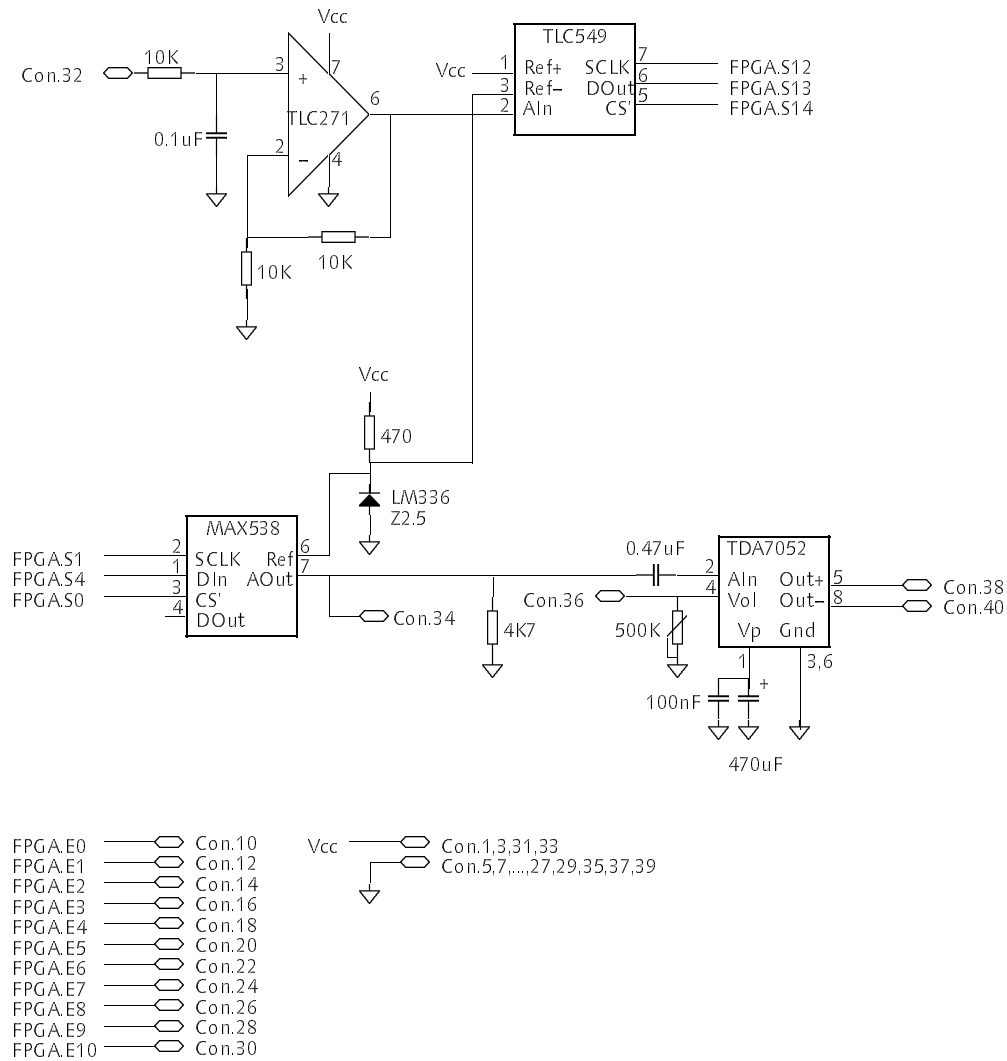 Vcc
TLC549
10K
Con.32
3
+
7
TLC271
6
2
−
4
0.1uF
10K
10K
Vcc
1
3
2
Ref+
Ref−
AIn
SCLK
DOut
CS'
7
6
5
FPGA.S12
FPGA.S13
FPGA.S14
Vcc
470
LM336
Z2.5
MAX538
FPGA.S1
FPGA.S4
FPGA.S0
2
1
3
4
SCLK
DIn
CS'
DOut
Ref
AOut
6
7
Con.34
4K7
0.47uF
Con.36
500K
TDA7052
2
4
AIn
Vol
Out+
Out−
5
8
Con.38
Con.40
Vp
Gnd
1
3,6
100nF
+
470uF
FPGA.E0 Con.10
FPGA.E1 Con.12
FPGA.E2 Con.14
FPGA.E3 Con.16
FPGA.E4 Con.18
FPGA.E5 Con.20
FPGA.E6 Con.22
FPGA.E7 Con.24
FPGA.E8 Con.26
FPGA.E9 Con.28
FPGA.E10 Con.30
Vcc Con.1,3,31,33
Con.5,7,...,27,29,35,37,39